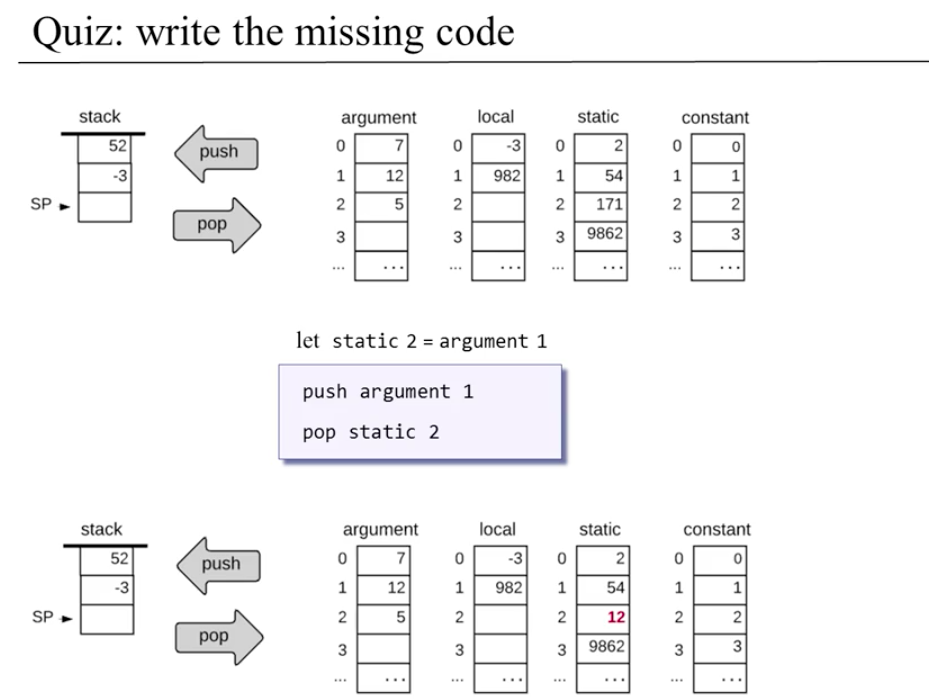 Quiz: write the missing code
stack argument local static constant
52 push 0 7 0 -3 0 2 0 0
-3 1 12 1 982 1 54 1 1
SP pop 2 5 2 2 171 2 2
3 3 3 9862 3 3
... ... ... ... ... ... ... ...
let static 2 = argument 1
push argument 1
pop static 2
stack argument local static constant
52 push 0 7 0 -3 0 2 0 0
-3 1 12 1 982 1 54 1 1
SP pop 2 5 2 2 12 2 2
3 3 3 9862 3 3
... ... ... ... ... ... ... ...